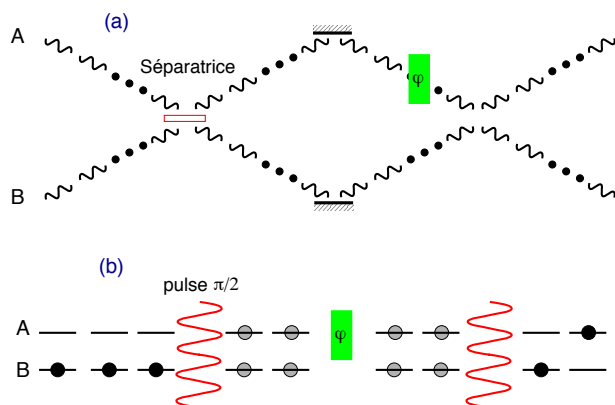 (a)
A
Séparatrice
φ
B
(b)
pulse π/2
A
φ
B